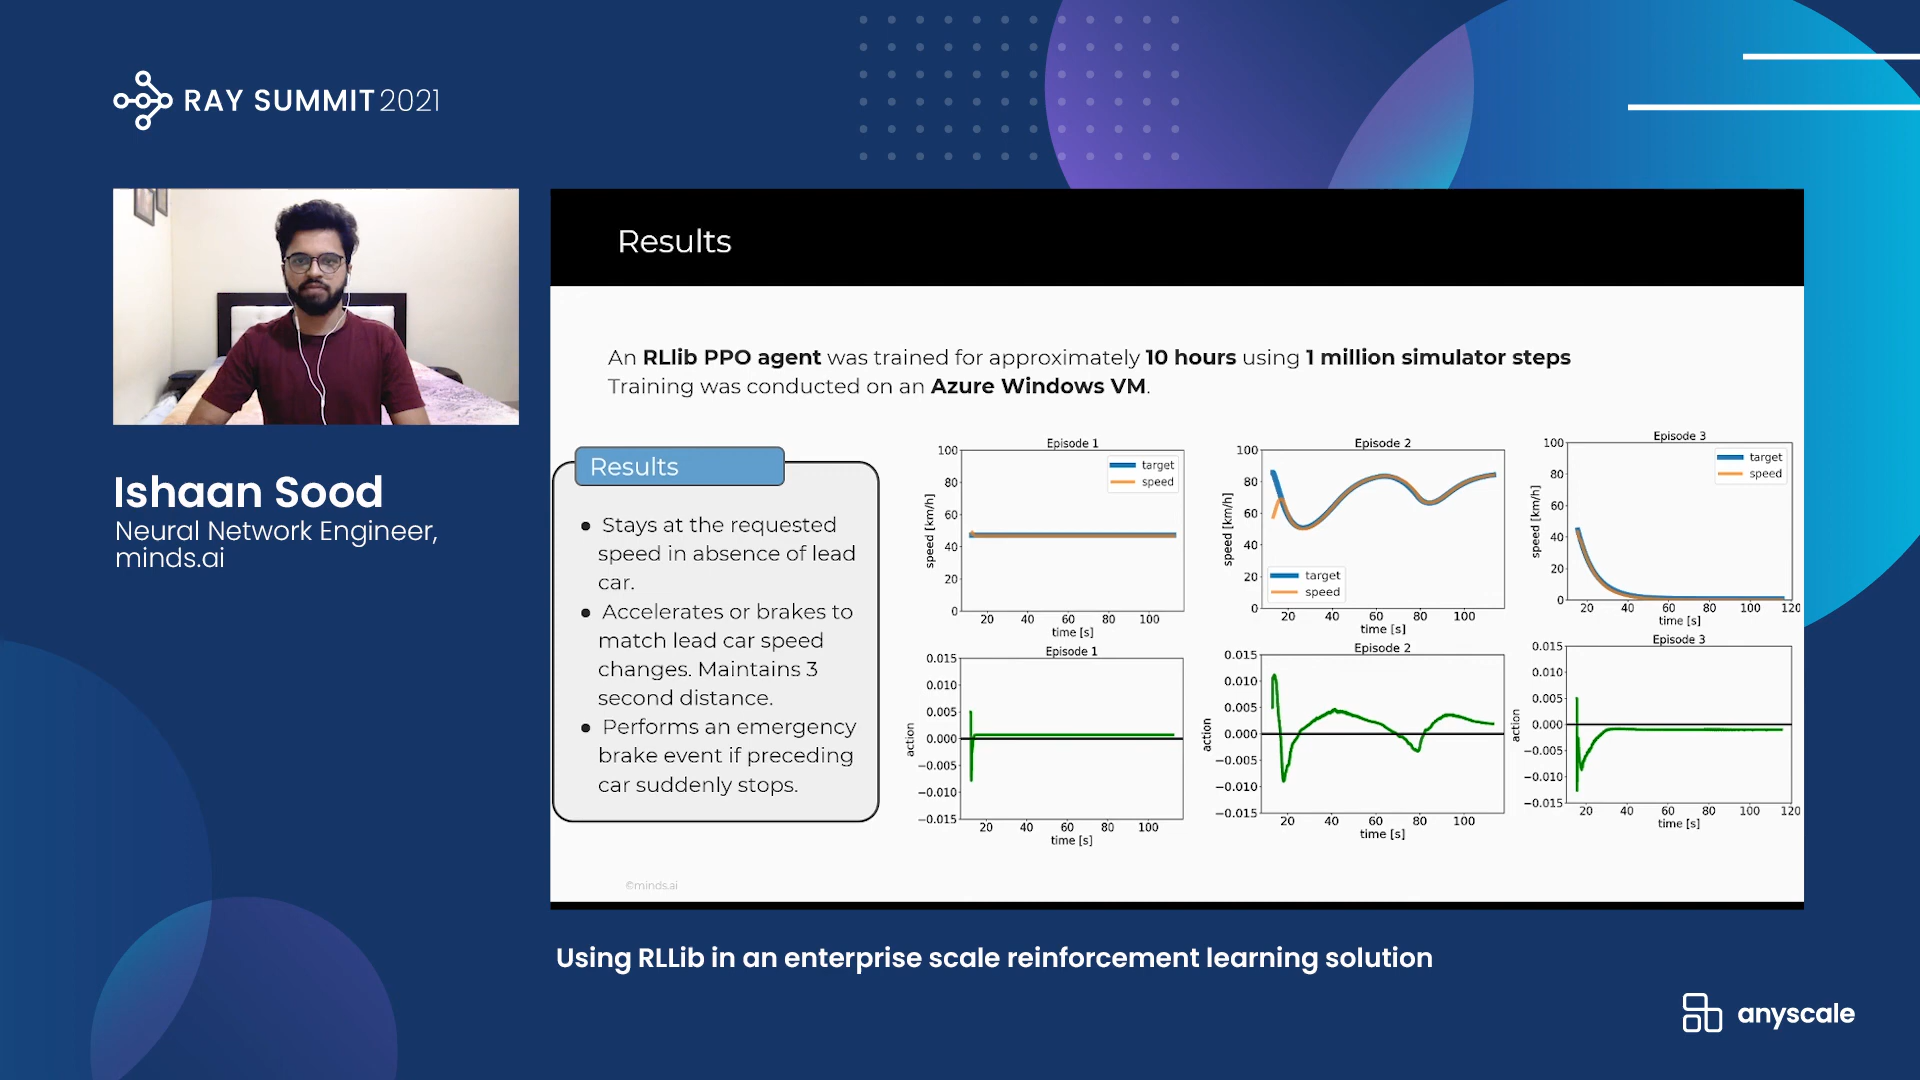 RAY SUMMIT 2021
Ishaan Sood
Neural Network Engineer,
minds.ai
Results
An RLlib PPO agent was trained for approximately 10 hours using 1 million simulator steps
Training was conducted on an Azure Windows VM.
Results
● Stays at the requested
speed in absence of lead
car.
● Accelerates or brakes to
match lead car speed
changes. Maintains 3
second distance.
● Performs an emergency
brake event if preceding
car suddenly stops.
Episode 1
100
80
60
40
20
0
speed [km/h]
target
speed
20 40 60 80 100
time [s]
Episode 2
100
80
60
40
20
0
speed [km/h]
target
speed
20 40 60 80 100
time [s]
Episode 3
100
80
60
40
20
0
speed [km/h]
target
speed
20 40 60 80 100 120
time [s]
Episode 1
0.015
0.010
0.005
0.000
−0.005
−0.010
−0.015
action
20 40 60 80 100
time [s]
Episode 2
0.015
0.010
0.005
0.000
−0.005
−0.010
−0.015
action
20 40 60 80 100
time [s]
Episode 3
0.015
0.010
0.005
0.000
−0.005
−0.010
−0.015
action
20 40 60 80 100 120
time [s]
©minds.ai
Using RLLib in an enterprise scale reinforcement learning solution
anyscale